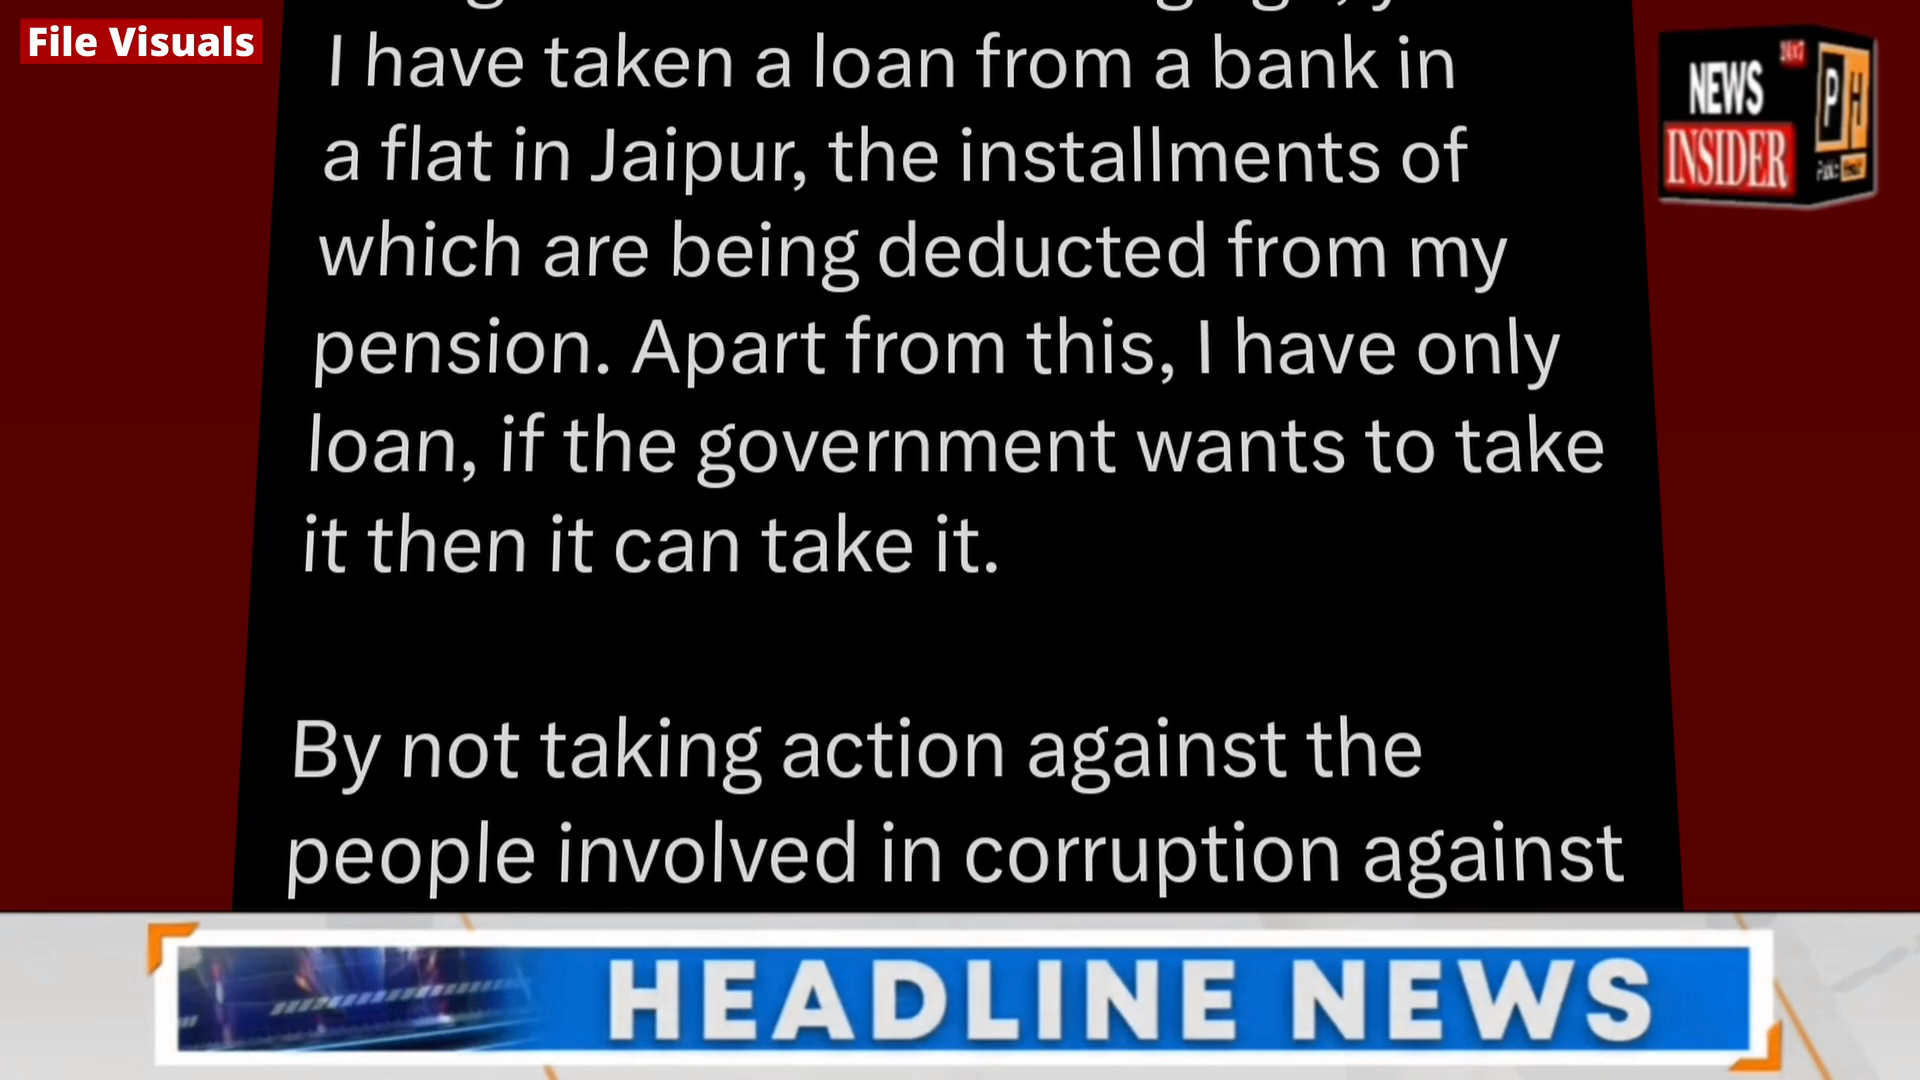 File Visuals
I have taken a loan from a bank in
a flat in Jaipur, the installments of
which are being deducted from my
pension. Apart from this, I have only
loan, if the government wants to take
it then it can take it.
By not taking action against the
people involved in corruption against
24x7
NEWS
INSIDER
PH
HEADLINE NEWS